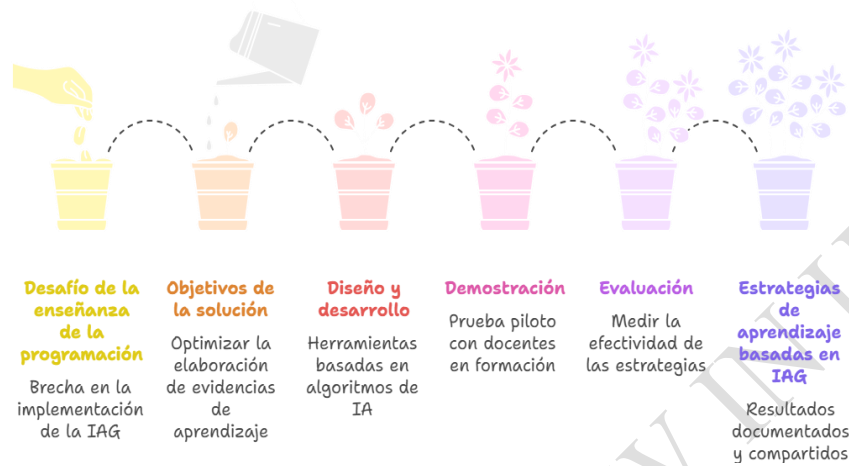 Desafío de la
enseñanza
de la
programación
Brecha en la
implementación
de la IAG
Objetivos de
la solución
Optimizar la
elaboración
de evidencias
de
aprendizaje
Diseño y
desarrollo
Herramientas
basadas en
algoritmos de
IA
Demostración
Prueba piloto
con docentes
en formación
Evaluación
Medir la
efectividad de
las estrategias
Estrategias
de
aprendizaje
basadas en
IAG
Resultados
documentados
y compartidos